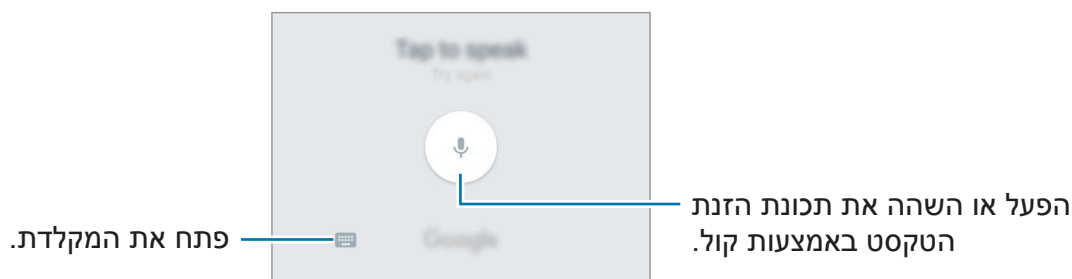 Tap to speak
Try again
הפעל או השהה את תכונת הזנת
הטקסט באמצעות קול.
פתח את המקלדת.
Google